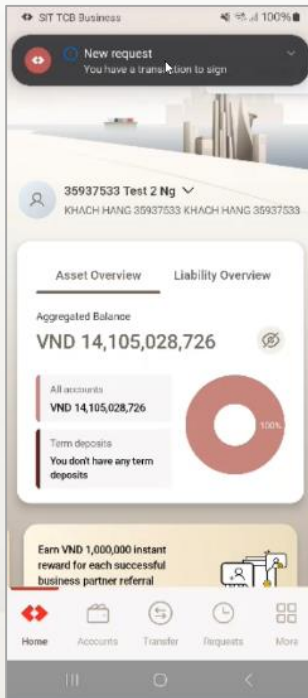 SIT TCB Business
100%
New request
You have a transaction to sign
35937533 Test 2 Ng
KHACH HANG 35937533 KHACH HANG 35937533
Asset Overview
Liability Overview
Aggregated Balance
VND 14,105,028,726
All accounts
VND 14,105,028,726
Term deposits
You don't have any term
deposits
100%
Earn VND 1,000,000 instant
reward for each successful
business partner referral
Home
Accounts
Transfer
Requests
More